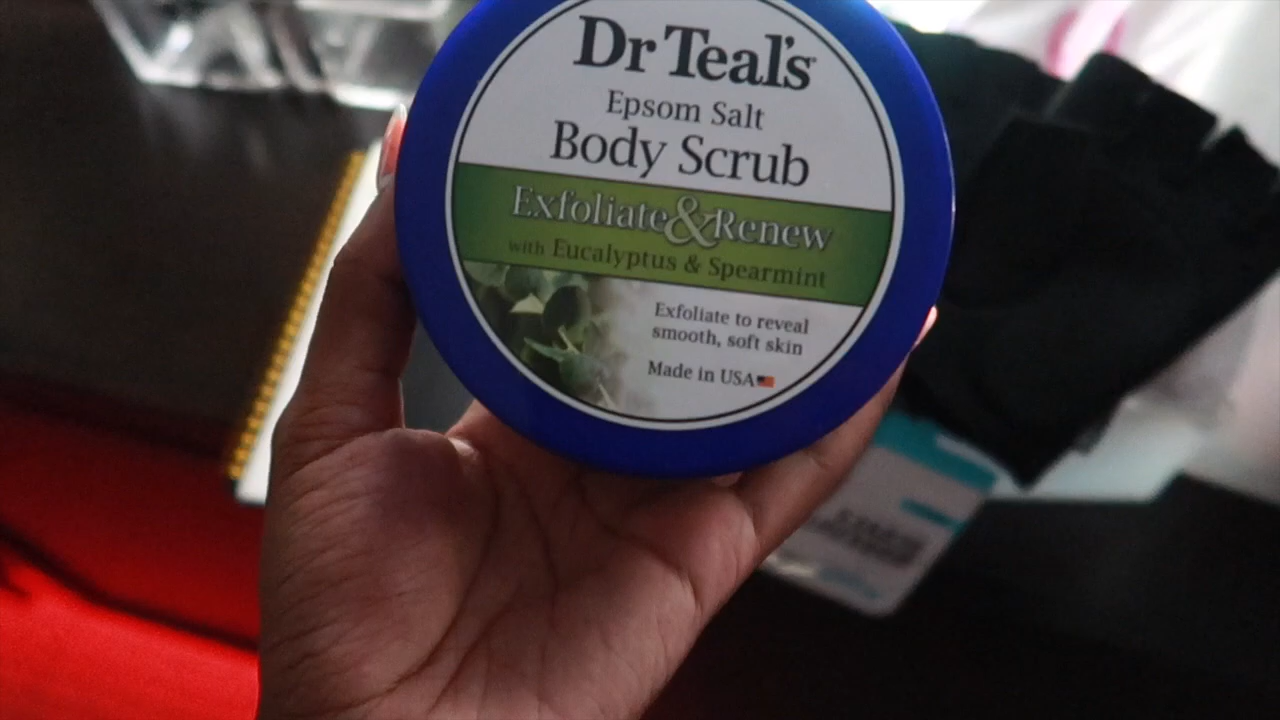 Dr Teal's
Epsom Salt
Body Scrub
Exfoliate & Renew
with Eucalyptus & Spearmint
Exfoliate to reveal
smooth, soft skin
Made in USA